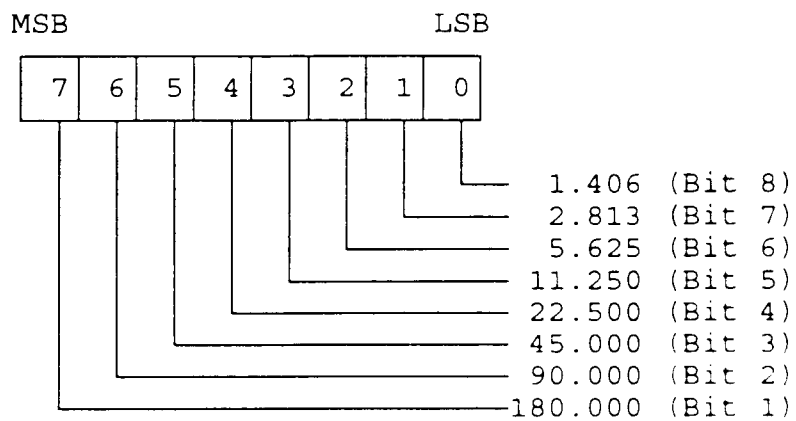 MSB LSB
7 6 5 4 3 2 1 0
1.406 (Bit 8)
2.813 (Bit 7)
5.625 (Bit 6)
11.250 (Bit 5)
22.500 (Bit 4)
45.000 (Bit 3)
90.000 (Bit 2)
180.000 (Bit 1)